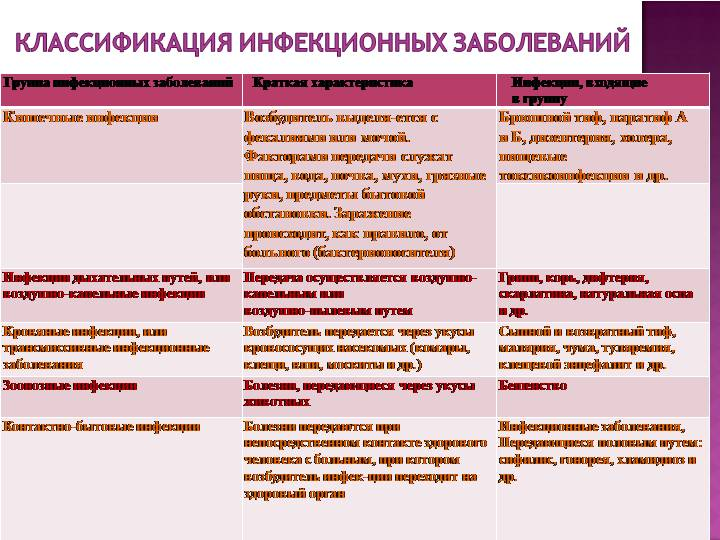 КЛАССИФИКАЦИЯ ИНФЕКЦИОННЫХ ЗАБОЛЕВАНИЙ
Группа инфекционных заболеваний
Краткая характеристика
Инфекции, входящие
в группу
Кишечные инфекции
Возбудитель выделя-ется с
фекалиями или мочой.
Факторами передачи служат
пища, вода, почва, мухи, грязные
руки, предметы бытовой
обстановки. Заражение
происходит, как правило, от
больного (бактерионосителя)
Брюшной тиф, паратиф А
и Б, дизентерия, холера,
пищевые
токсикоинфекции и др.
Инфекции дыхательных путей, или
воздушно-капельные инфекции
Передача осуществляется воздушно-
капельным или
воздушно-пылевым путем
Грипп, корь, дифтерия,
скарлатина, натуральная оспа
и др.
Кровяные инфекции, или
трансмиссивные инфекционные
заболевания
Возбудитель передается через укусы
кровососущих насекомых (комары,
клещи, вши, москиты и др.)
Сыпной и возвратный тиф,
малярия, чума, туляремия,
клещевой энцефалит и др.
Зоонозные инфекции
Болезни, передающиеся через укусы
животных
Бешенство
Контактно-бытовые инфекции
Болезни передаются при
непосредственном контакте здорового
человека с больным, при котором
возбудитель инфек-ции переходит на
здоровый орган
Инфекционные заболевания,
Передающиеся половым путем:
сифилис, гонорея, хламидиоз и
др.